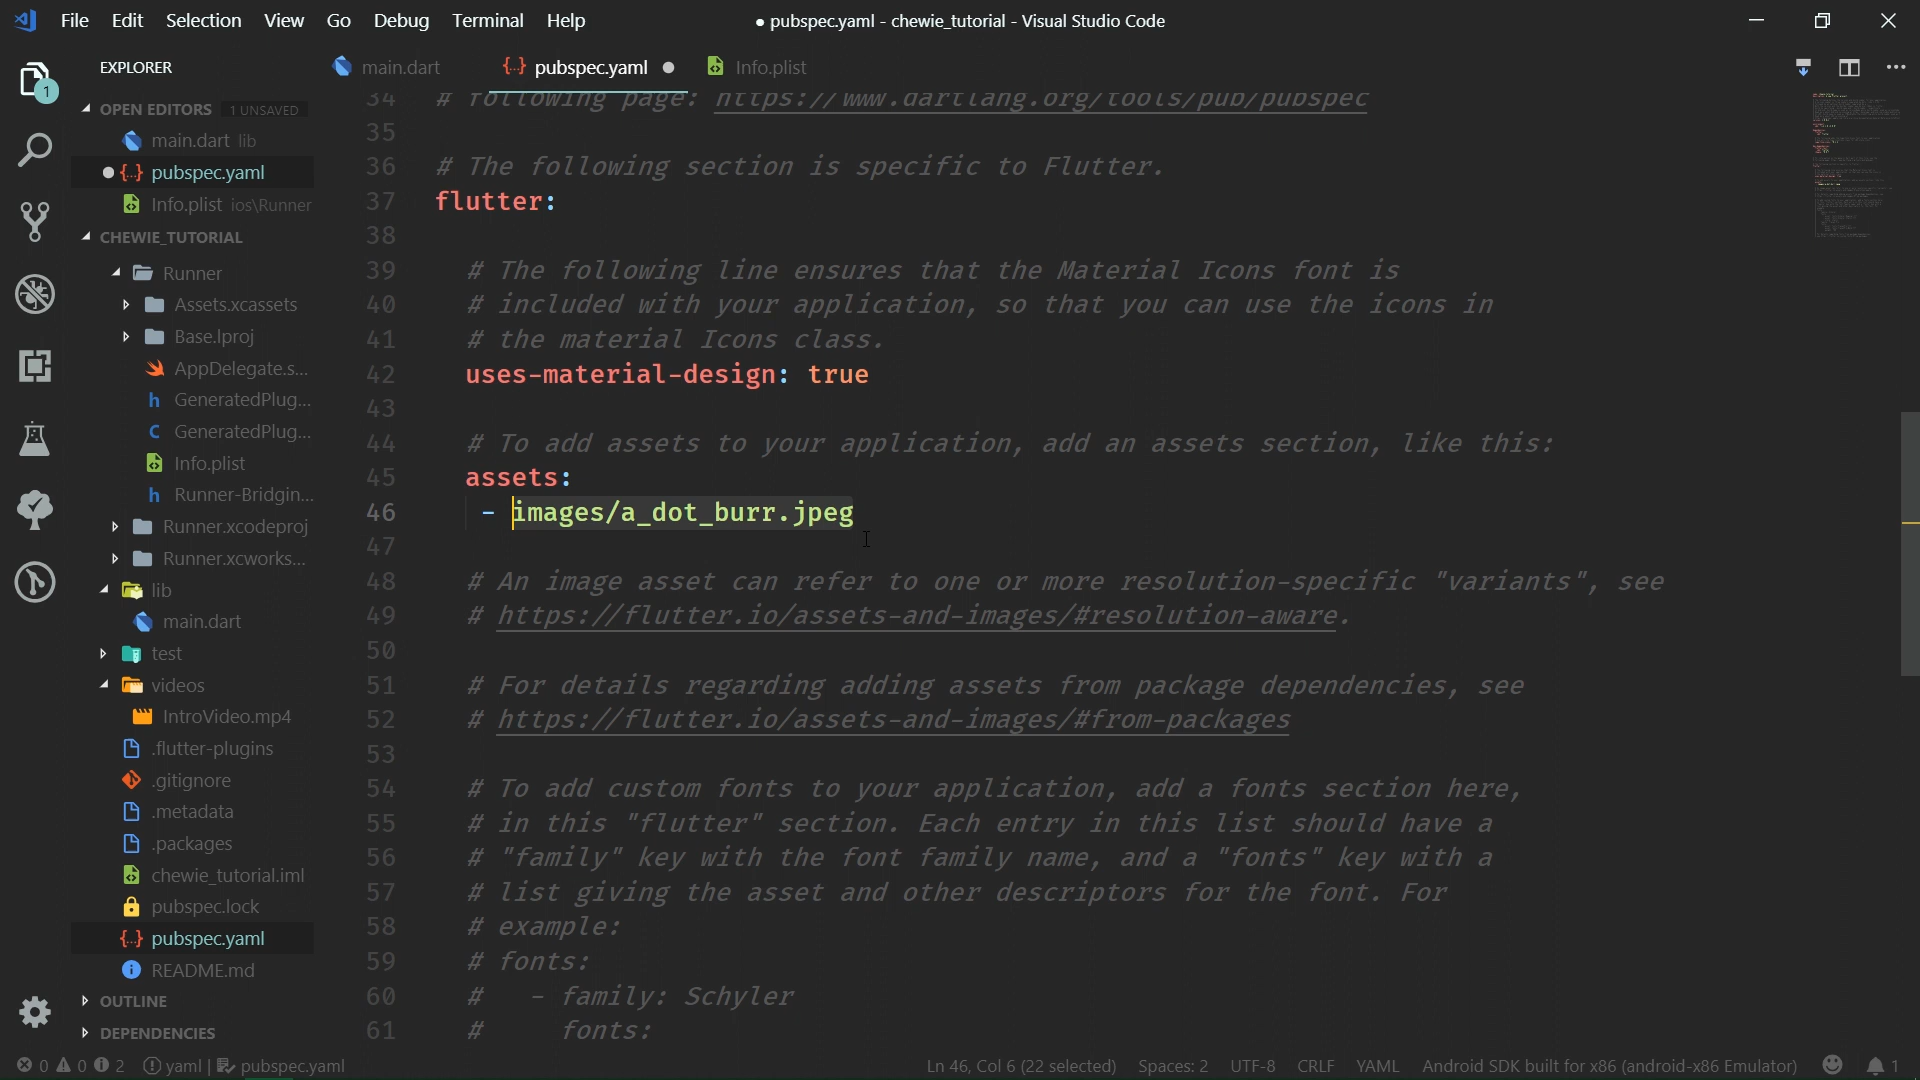 File Edit Selection View Go Debug Terminal Help
● pubspec.yaml - chewie_tutorial - Visual Studio Code
EXPLORER
OPEN EDITORS 1 UNSAVED
main.dart lib
pubspec.yaml
Info.plist ios\Runner
CHEWIE_TUTORIAL
Runner
Assets.xcassets
Base.lproj
AppDelegate.s...
h GeneratedPlug...
C GeneratedPlug...
Info.plist
h Runner-Bridgin...
Runner.xcodeproj
Runner.xcworks...
lib
main.dart
test
videos
IntroVideo.mp4
.flutter-plugins
.gitignore
.metadata
.packages
chewie_tutorial.iml
pubspec.lock
{..} pubspec.yaml
README.md
OUTLINE
DEPENDENCIES
main.dart {..} pubspec.yaml ● Info.plist
34 # following page: https://www.dartlang.org/tools/pub/pubspec
35
36 # The following section is specific to Flutter.
37 flutter:
38
39 # The following line ensures that the Material Icons font is
40 # included with your application, so that you can use the icons in
41 # the material Icons class.
42 uses-material-design: true
43
44 # To add assets to your application, add an assets section, like this:
45 assets:
46 - images/a_dot_burr.jpeg
47
48 # An image asset can refer to one or more resolution-specific "variants", see
49 # https://flutter.io/assets-and-images/#resolution-aware.
50
51 # For details regarding adding assets from package dependencies, see
52 # https://flutter.io/assets-and-images/#from-packages
53
54 # To add custom fonts to your application, add a fonts section here,
55 # in this "flutter" section. Each entry in this list should have a
56 # "family" key with the font family name, and a "fonts" key with a
57 # list giving the asset and other descriptors for the font. For
58 # example:
59 # fonts:
60 # - family: Schyler
61 # fonts:
0 0 2 yaml | pubspec.yaml
Ln 46, Col 6 (22 selected) Spaces: 2 UTF-8 CRLF YAML Android SDK built for x86 (android-x86 Emulator) 1